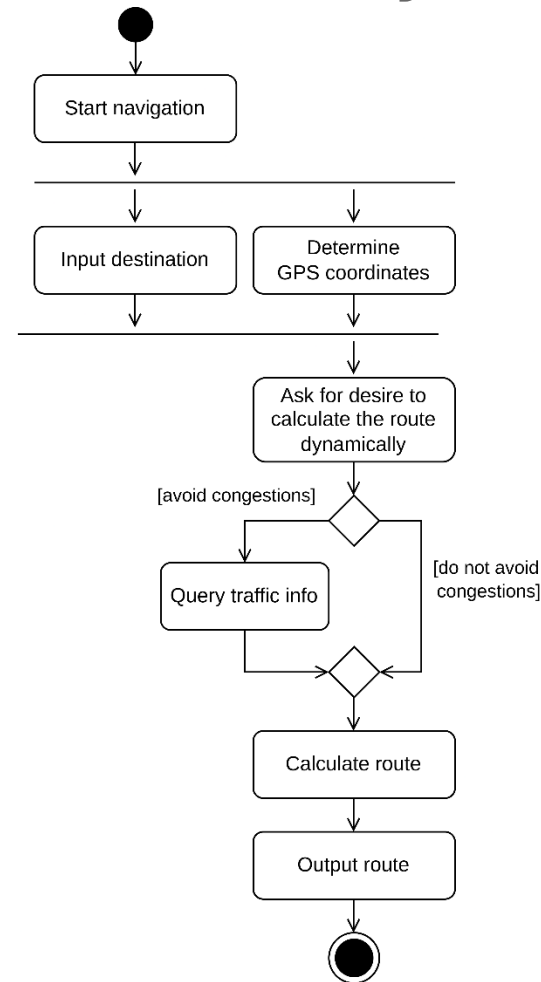 Start navigation
Input destination
Determine
GPS coordinates
Ask for desire to
calculate the route
dynamically
[avoid congestions]
[do not avoid
congestions]
Query traffic info
Calculate route
Output route